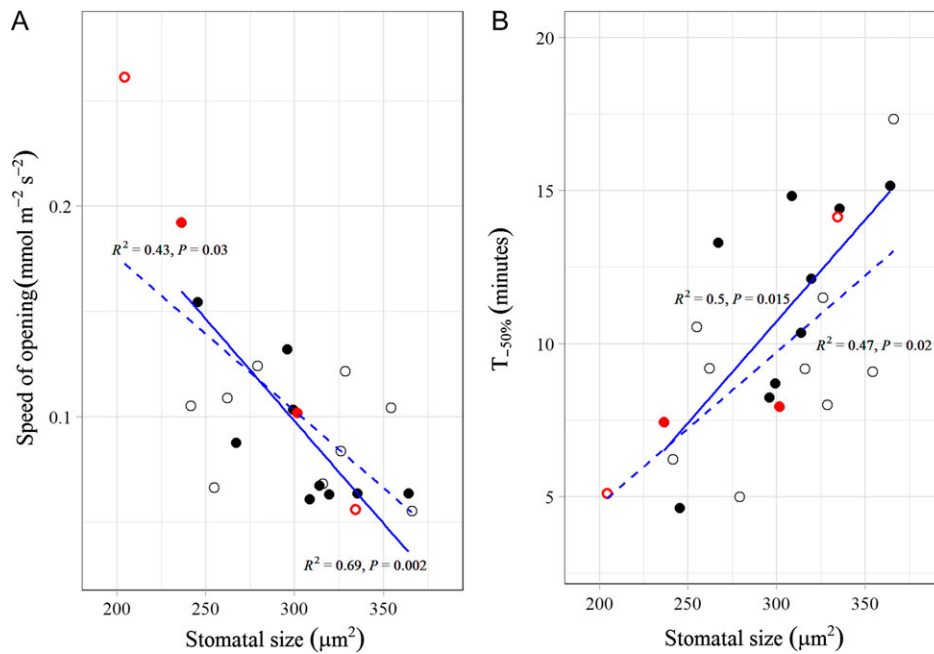 A
Speed of opening (mmol m⁻² s⁻²)
0.2
0.1
R² = 0.43, P = 0.03
R² = 0.69, P = 0.002
200 250 300 350
Stomatal size (μm²)
B
T₋50% (minutes)
20
15
10
5
R² = 0.5, P = 0.015
R² = 0.47, P = 0.02
200 250 300 350
Stomatal size (μm²)